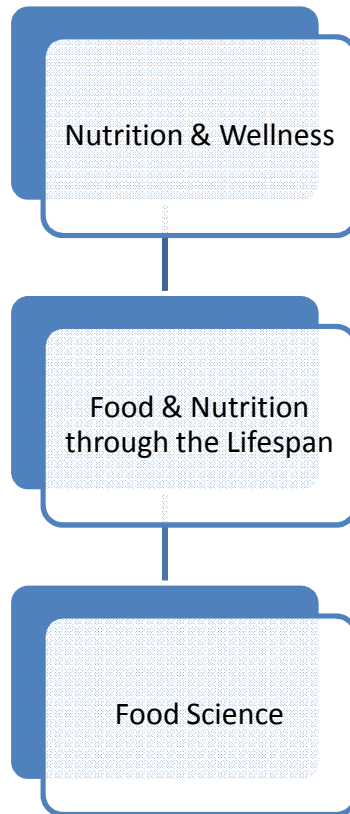 Nutrition & Wellness
Food & Nutrition
through the Lifespan
Food Science